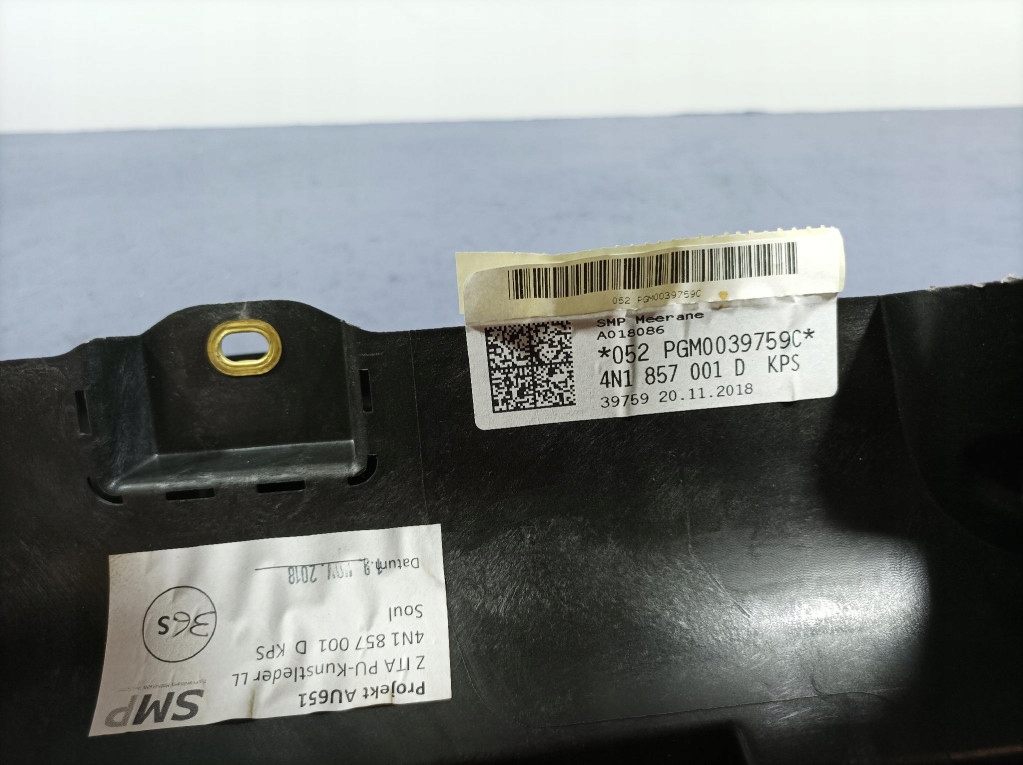 052 PGM0039759C
SMP Meerane
A018086
*052 PGM0039759C*
4N1 857 001 D KPS
39759 20.11.2018
SMP
Projekt AU651
Z ITA PU-Kunstleder LL
4N1 857 001 D KPS
Soul
36S
Datum: NOV. 2018